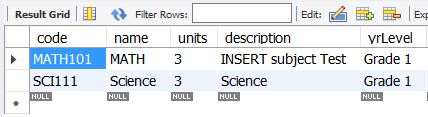 Result Grid Filter Rows: Edit: Exp
code name units description yrLevel
MATH101 MATH 3 INSERT subject Test Grade 1
SCI111 Science 3 Science Grade 1
* NULL NULL NULL NULL NULL